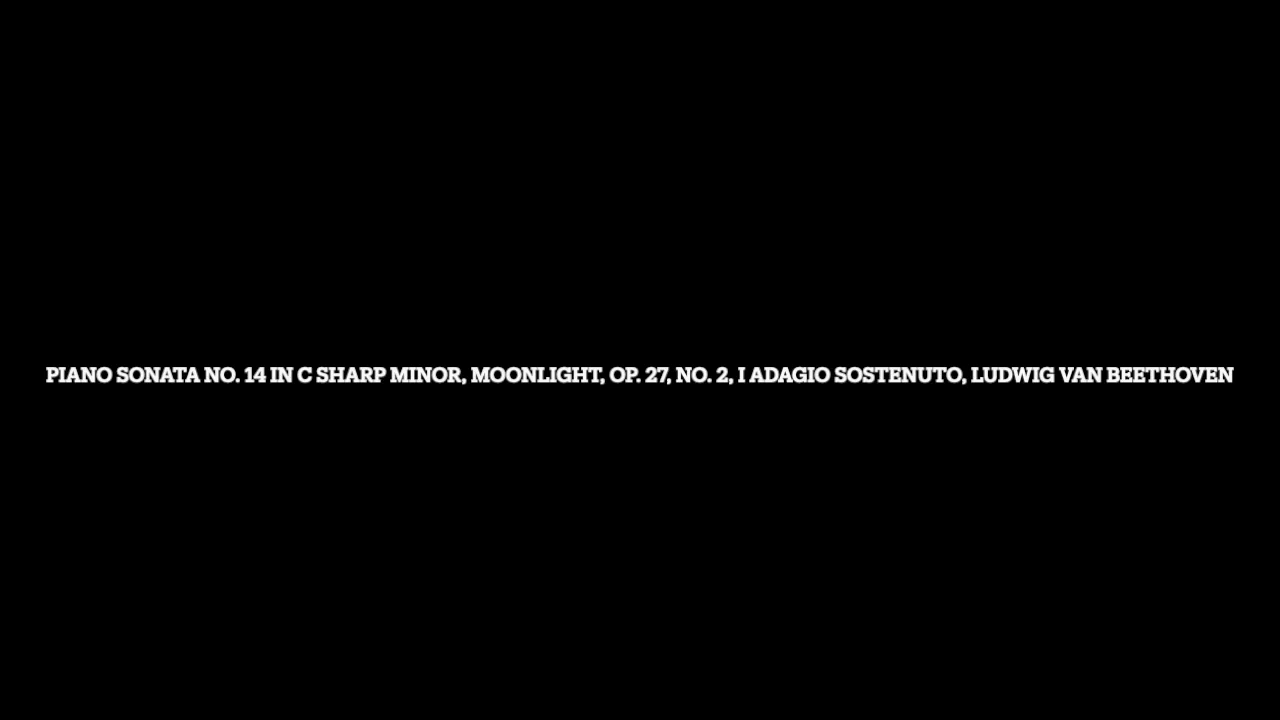 PIANO SONATA NO. 14 IN C SHARP MINOR, MOONLIGHT, OP. 27, NO. 2, I ADAGIO SOSTENUTO, LUDWIG VAN BEETHOVEN